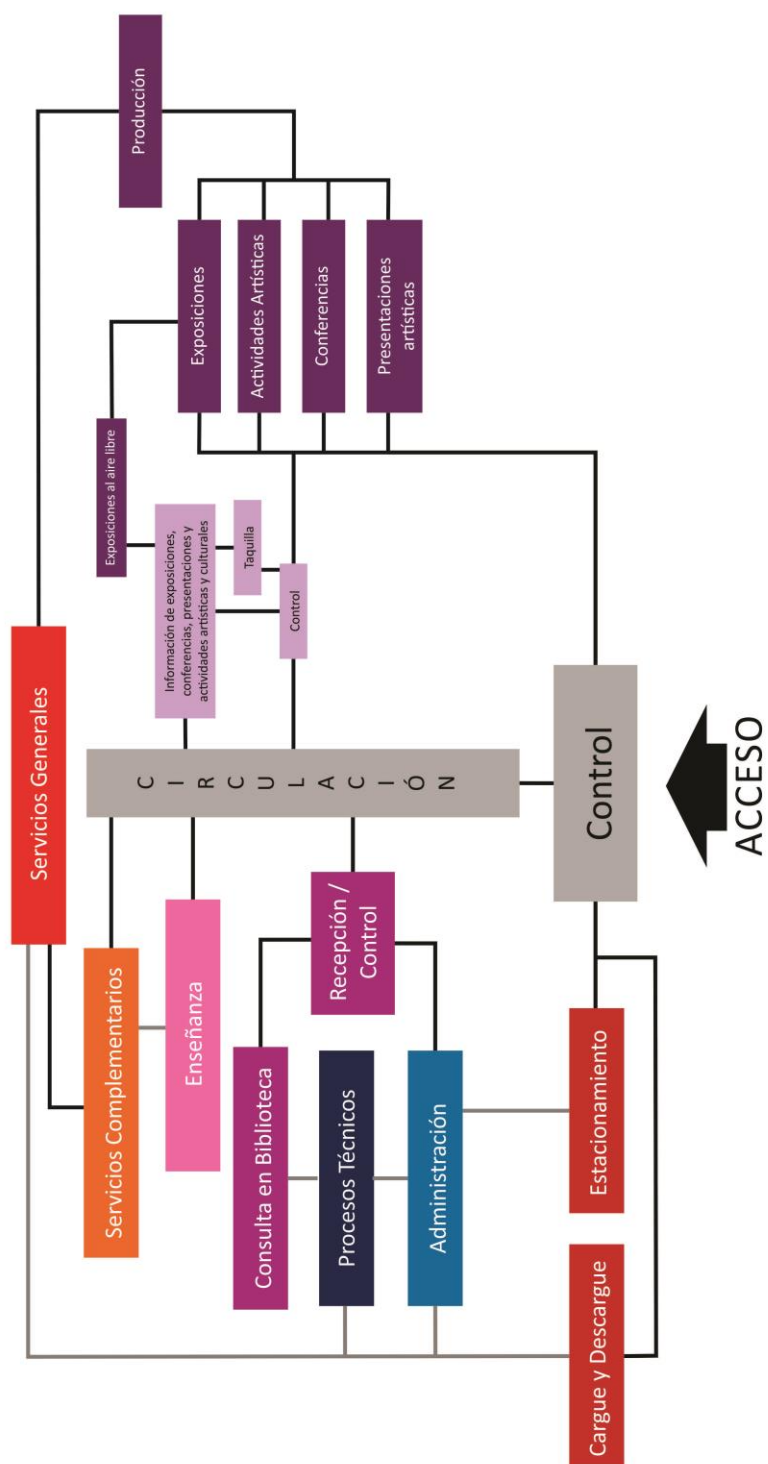 Servicios Generales
Servicios Complementarios
Enseñanza
Consulta en Biblioteca
Procesos Técnicos
Administración
Recepción /
Control
Cargue y Descargue
Estacionamiento
CIRCULACIÓN
Control
ACCESO
Información de exposiciones,
conferencias, presentaciones y
actividades artísticas y culturales
Taquilla
Control
Exposiciones al aire libre
Exposiciones
Actividades Artísticas
Conferencias
Presentaciones
artísticas
Producción